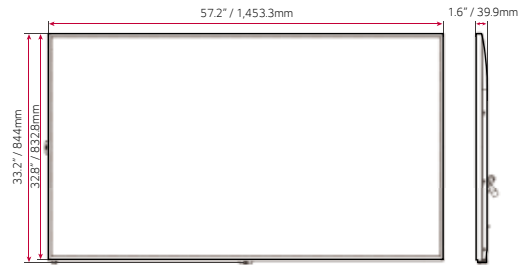 57.2” / 1,453.3mm
1.6” / 39.9mm
33.2” / 844mm
32.8” / 832.8mm